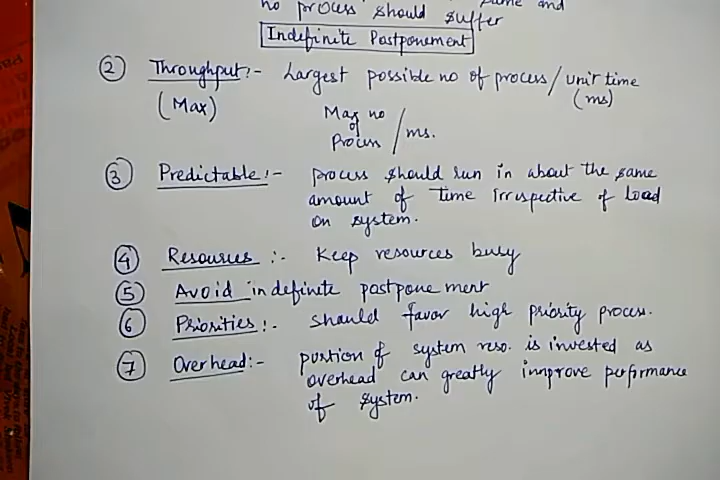 no process should suffer
Indefinite Postponement
② Throughput :- Largest possible no of process / unit time
(Max) (ms)
Max no of Process / ms.
③ Predictable :- process should run in about the same
amount of time irrspective of load
on system.
④ Resources :- Keep resources busy
⑤ Avoid indefinite postponement
⑥ Priorities :- should favor high priority process.
⑦ Overhead :- portion of system reso. is invested as
overhead can greatly improve performance
of system.